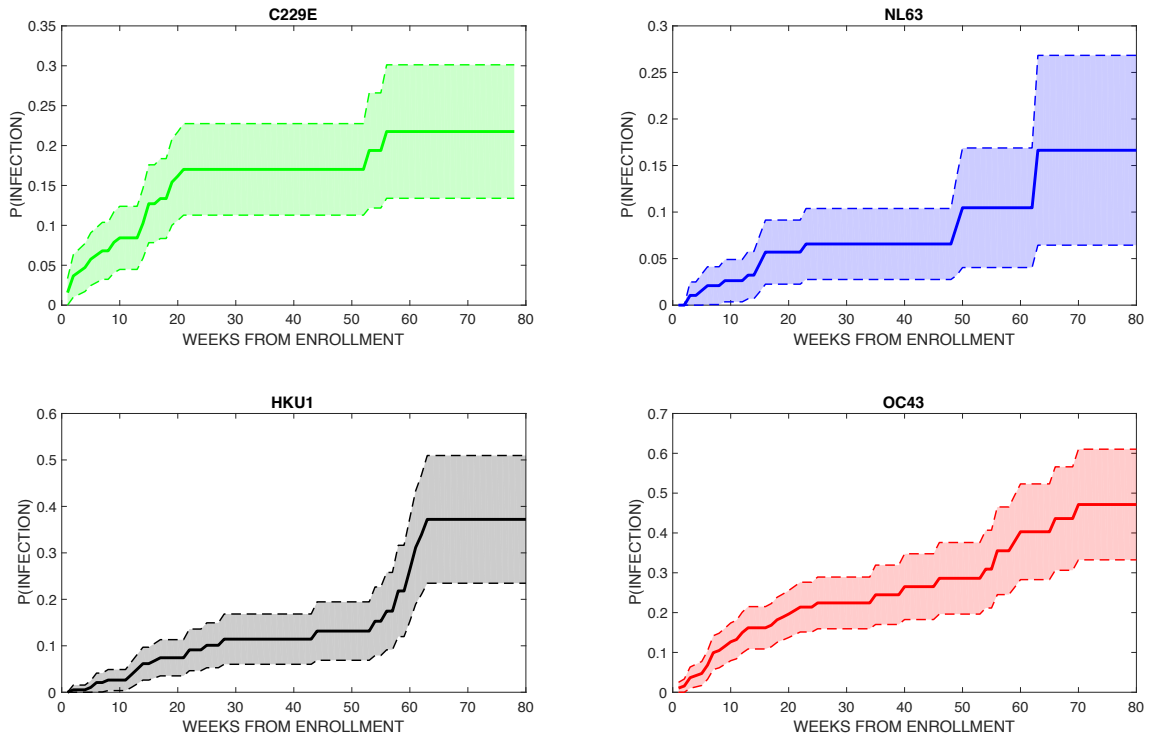 C229E
P(INFECTION)
0.35
0.3
0.25
0.2
0.15
0.1
0.05
0
0 10 20 30 40 50 60 70 80
WEEKS FROM ENROLLMENT
NL63
P(INFECTION)
0.3
0.25
0.2
0.15
0.1
0.05
0
0 10 20 30 40 50 60 70 80
WEEKS FROM ENROLLMENT
HKU1
P(INFECTION)
0.6
0.5
0.4
0.3
0.2
0.1
0
0 10 20 30 40 50 60 70 80
WEEKS FROM ENROLLMENT
OC43
P(INFECTION)
0.7
0.6
0.5
0.4
0.3
0.2
0.1
0
0 10 20 30 40 50 60 70 80
WEEKS FROM ENROLLMENT